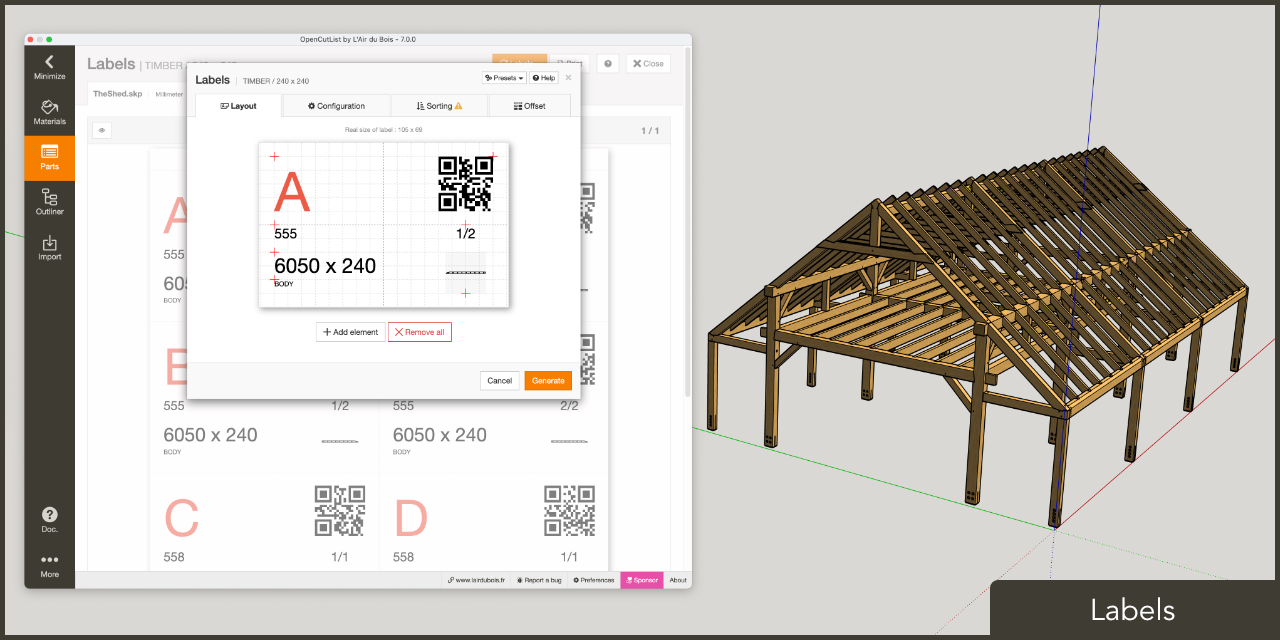 OpenCutList by L'Air du Bois - 7.0.0
Minimize
Materials
Parts
Outliner
Import
Doc.
More
Labels | TIMBER
Close
TheShed.skp
Millimeter
1 / 1
Labels | TIMBER / 240 x 240
Presets
Help
Layout
Configuration
Sorting
Offset
Real size of label : 105 x 69
A
555
1/2
6050 x 240
BODY
+ Add element
Remove all
Cancel
Generate
A
555
BODY
555
1/2
555
2/2
6050 x 240
6050 x 240
BODY
BODY
C
D
558
1/1
558
1/1
www.lairdubois.fr
Report a bug
Preferences
Sponsor
About
Labels